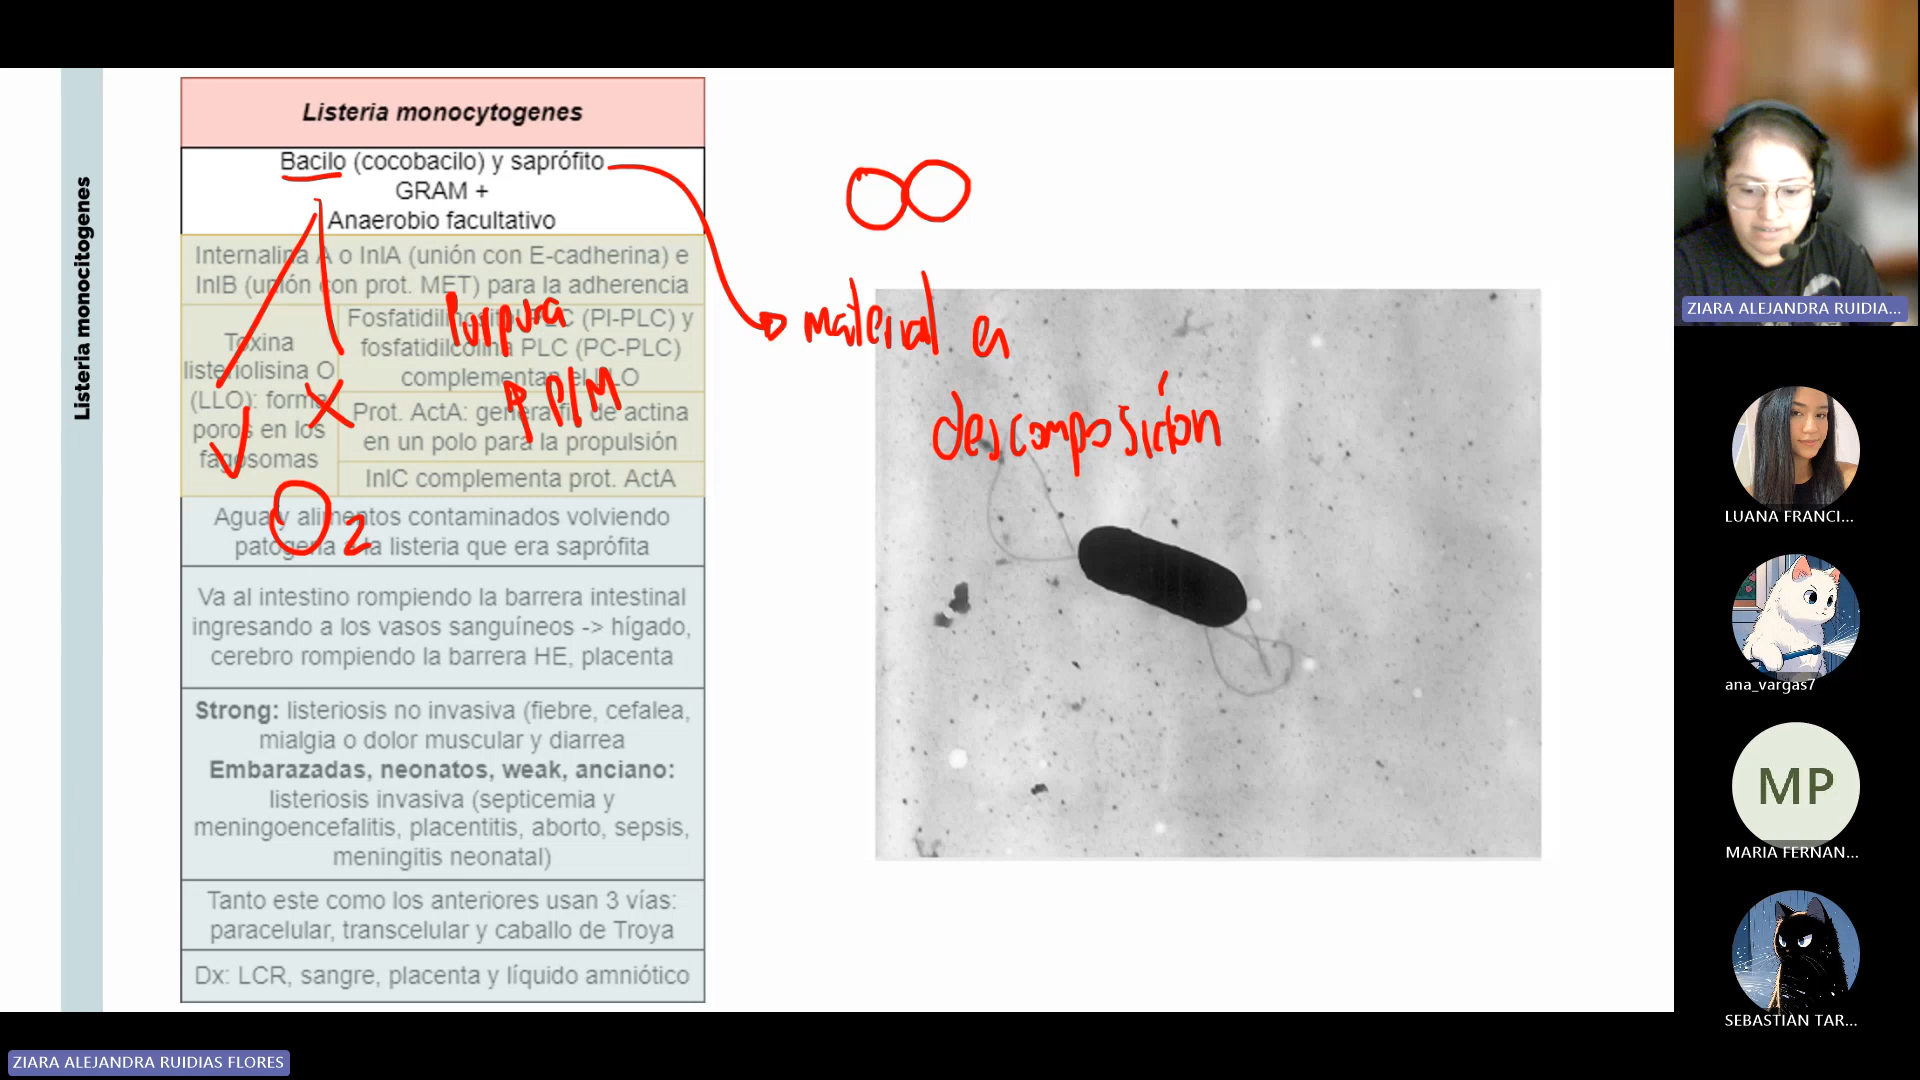 Listeria monocitogenes
Listeria monocytogenes
Bacilo (cocobacilo) y saprófito
GRAM +
Anaerobio facultativo
Internalina A o InlA (unión con E-cadherina) e
InlB (unión con prot. MET) para la adherencia
Toxina
listeriolisina O
(LLO): forma
poros en los
fagosomas
Fosfatidilinositol PLC (PI-PLC) y
fosfatidilcolina PLC (PC-PLC)
complementan el LLO
Prot. ActA: genera fil de actina
en un polo para la propulsión
InlC complementa prot. ActA
Agua y alimentos contaminados volviendo
patógena a la listeria que era saprófita
Va al intestino rompiendo la barrera intestinal
ingresando a los vasos sanguíneos -> hígado,
cerebro rompiendo la barrera HE, placenta
Strong: listeriosis no invasiva (fiebre, cefalea,
mialgia o dolor muscular y diarrea
Embarazadas, neonatos, weak, anciano:
listeriosis invasiva (septicemia y
meningoencefalitis, placentitis, aborto, sepsis,
meningitis neonatal)
Tanto este como los anteriores usan 3 vías:
paracelular, transcelular y caballo de Troya
Dx: LCR, sangre, placenta y líquido amniótico
Purpura
P/M
O2
material en
descomposición
ZIARA ALEJANDRA RUIDIA...
LUANA FRANCI...
ana_vargas7
MP
MARIA FERNAN...
SEBASTIAN TAR...
ZIARA ALEJANDRA RUIDIAS FLORES